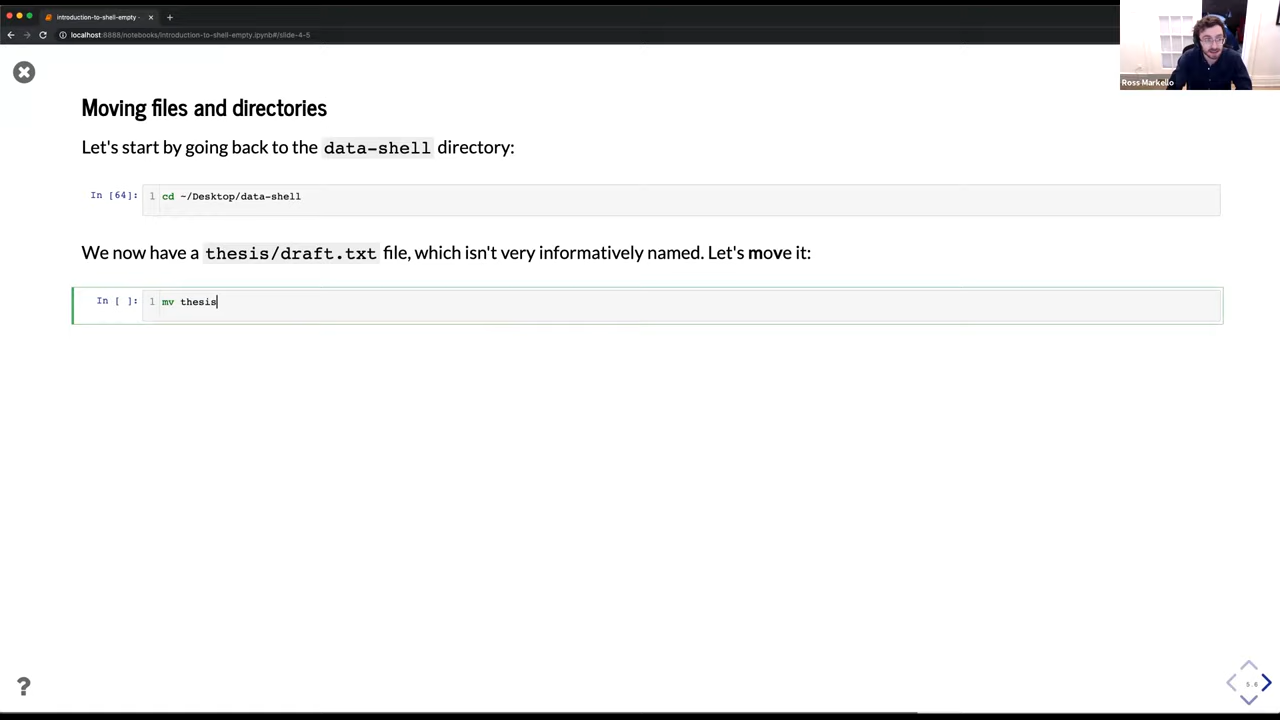 introduction-to-shell-empty -
localhost:8888/notebooks/introduction-to-shell-empty.ipynb#/slide-4-5
Ross Markello
Moving files and directories
Let's start by going back to the data-shell directory:
In [64]: 1 cd ~/Desktop/data-shell
We now have a thesis/draft.txt file, which isn't very informatively named. Let's move it:
In [ ]: 1 mv thesis
?
5.6